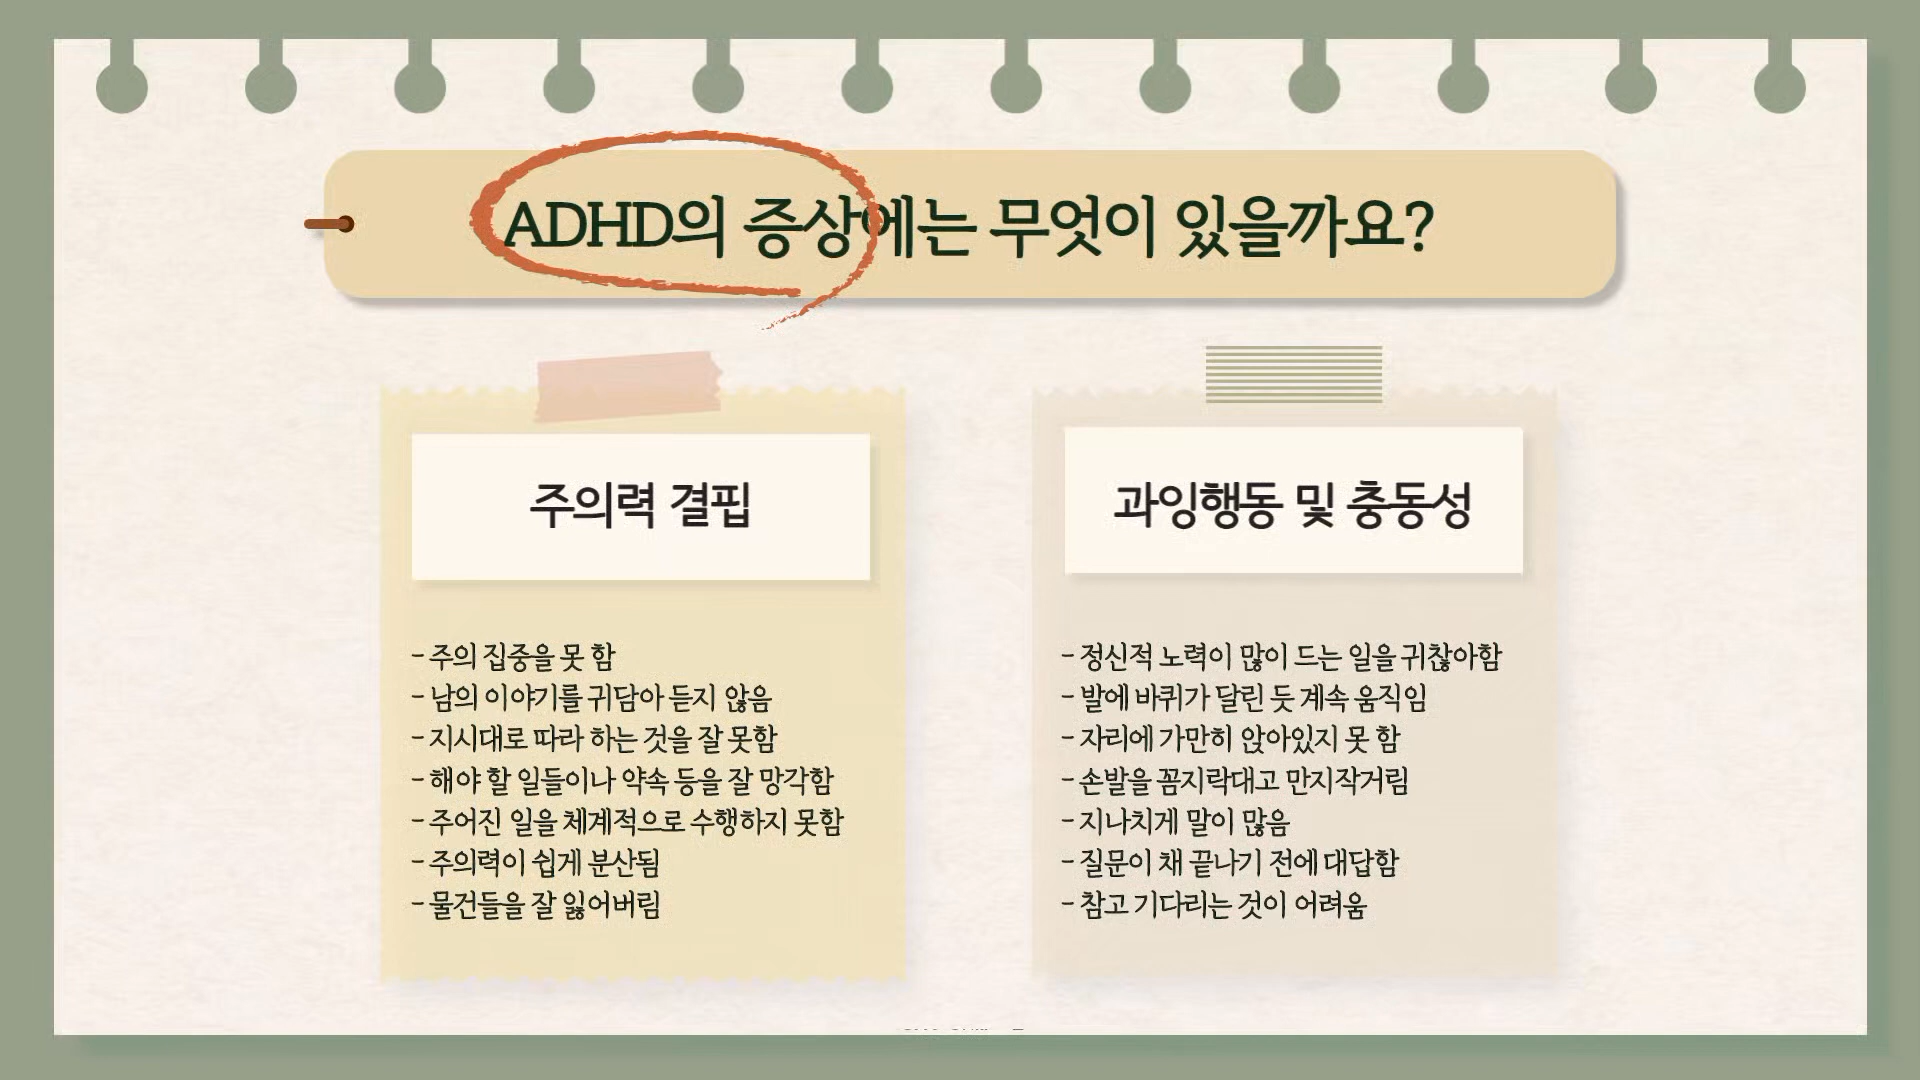 ADHD의 증상에는 무엇이 있을까요?
주의력 결핍
- 주의 집중을 못 함
- 남의 이야기를 귀담아 듣지 않음
- 지시대로 따라 하는 것을 잘 못함
- 해야 할 일들이나 약속 등을 잘 망각함
- 주어진 일을 체계적으로 수행하지 못함
- 주의력이 쉽게 분산됨
- 물건들을 잘 잃어버림
과잉행동 및 충동성
- 정신적 노력이 많이 드는 일을 귀찮아함
- 발에 바퀴가 달린 듯 계속 움직임
- 자리에 가만히 앉아있지 못 함
- 손발을 꼼지락대고 만지작거림
- 지나치게 말이 많음
- 질문이 채 끝나기 전에 대답함
- 참고 기다리는 것이 어려움